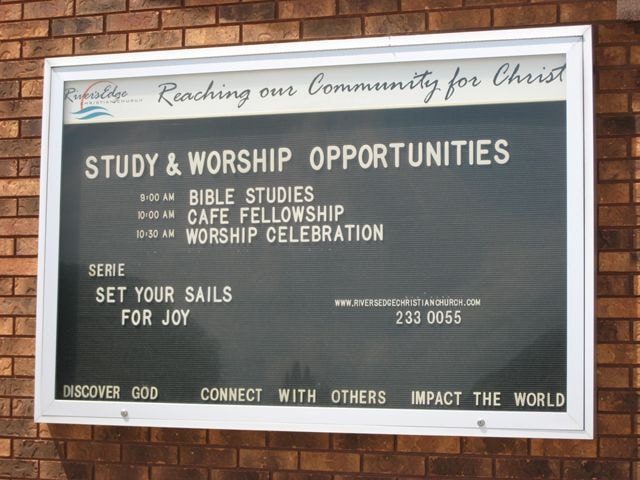 RiversEdge
CHRISTIAN CHURCH
Reaching our Community for Christ
STUDY & WORSHIP OPPORTUNITIES
9:00 AM BIBLE STUDIES
10:00 AM CAFE FELLOWSHIP
10:30 AM WORSHIP CELEBRATION
SERIE
SET YOUR SAILS
FOR JOY
WWW.RIVERSEDGECHRISTIANCHURCH.COM
233 0055
DISCOVER GOD CONNECT WITH OTHERS IMPACT THE WORLD